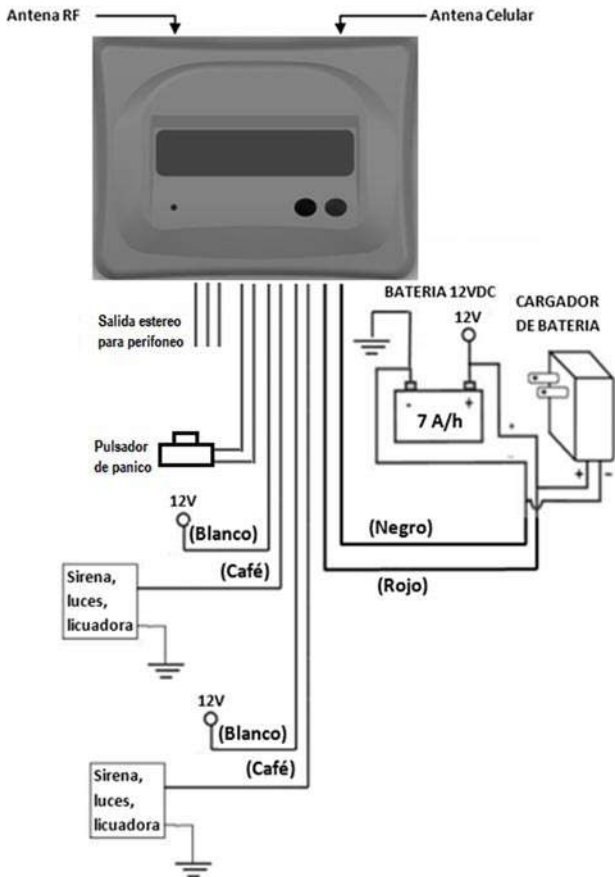 Antena RF
Antena Celular
Salida estereo
para perifoneo
BATERIA 12VDC
12V
CARGADOR
DE BATERIA
- +
7 A/h
+
-
+ -
Pulsador
de panico
12V
(Blanco)
(Negro)
(Café)
(Rojo)
Sirena,
luces,
licuadora
12V
(Blanco)
(Café)
Sirena,
luces,
licuadora